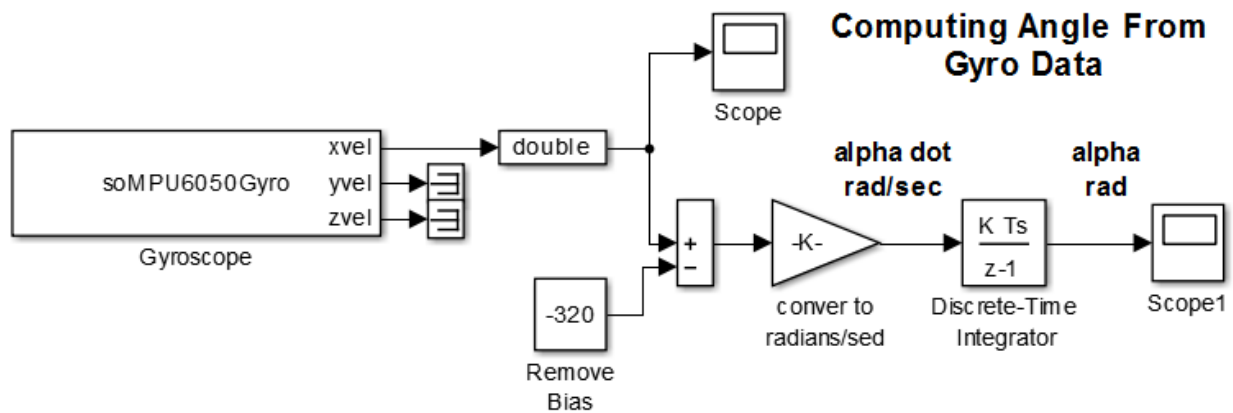 Computing Angle From
Gyro Data
Scope
xvel
soMPU6050Gyro
yvel
zvel
Gyroscope
double
alpha dot
rad/sec
alpha
rad
+
−
-K-
K Ts
z-1
Scope1
conver to
radians/sed
Discrete-Time
Integrator
-320
Remove
Bias